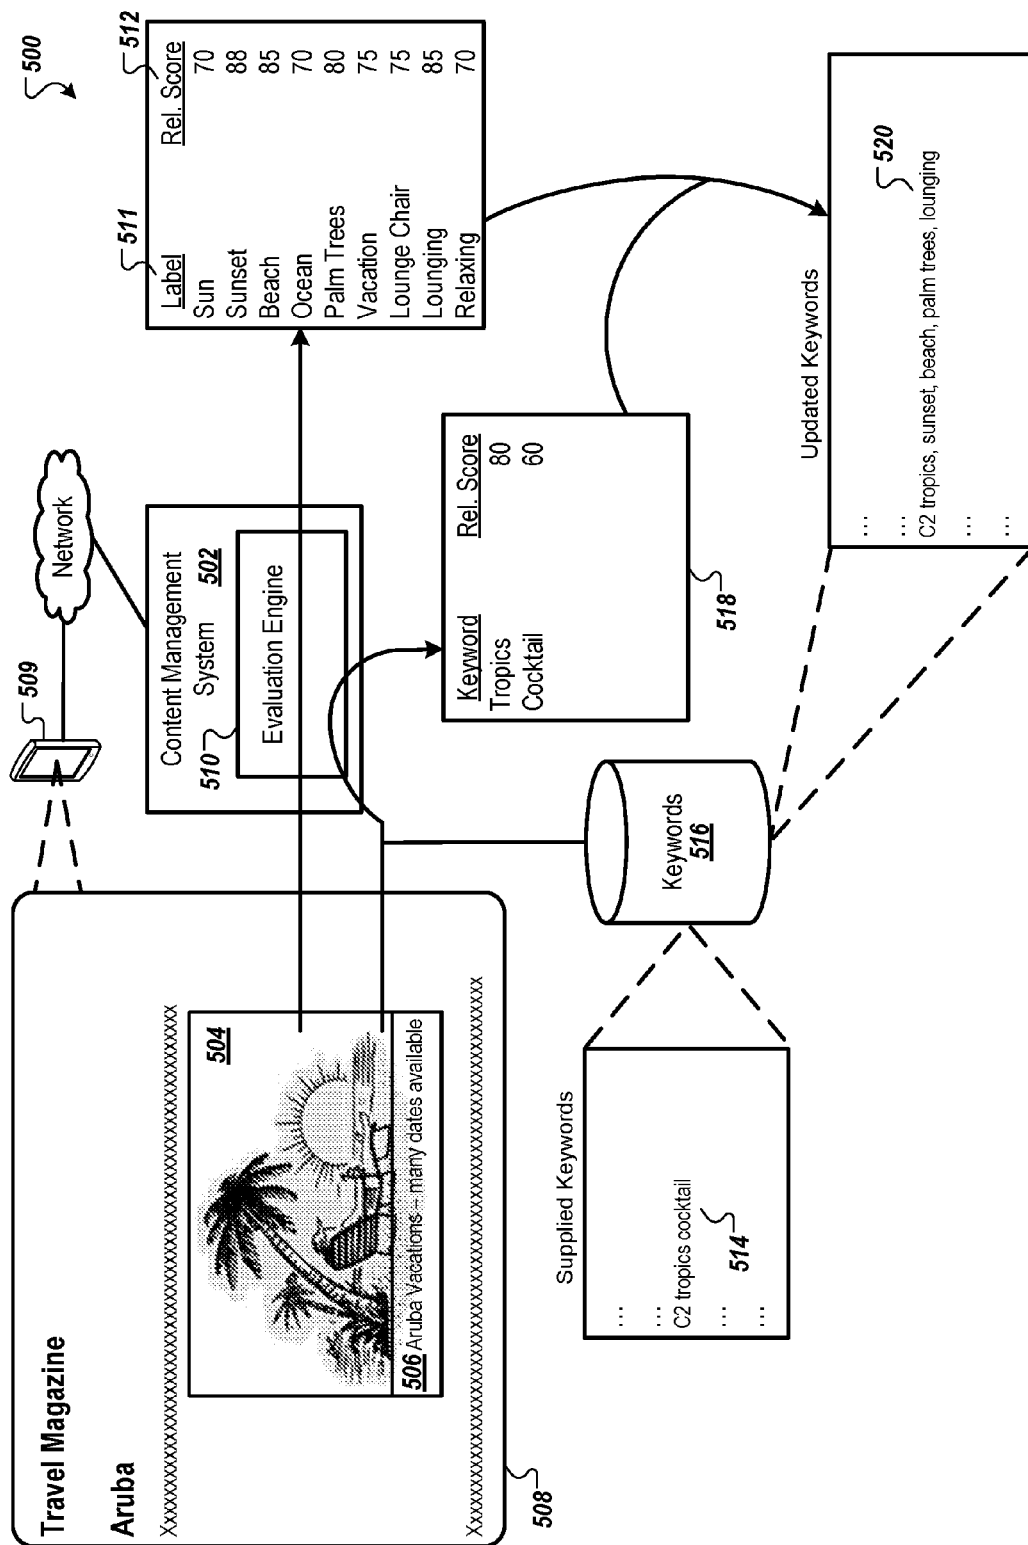 500
Travel Magazine
Aruba
Xxxxxxxxxxxxxxxxxxxxxxxxxxxxxxxxxxxxxxx
504
506 Aruba Vacations – many dates available
Xxxxxxxxxxxxxxxxxxxxxxxxxxxxxxxxxxxxxxx
508
509
Network
Content Management
System 502
510
Evaluation Engine
511
512
Label Rel. Score
Sun 70
Sunset 88
Beach 85
Ocean 70
Palm Trees 80
Vacation 75
Lounge Chair 75
Lounging 85
Relaxing 70
Keyword Rel. Score
Tropics 80
Cocktail 60
518
Supplied Keywords
...
...
C2 tropics cocktail
...
...
514
Keywords
516
Updated Keywords
...
...
C2 tropics, sunset, beach, palm trees, lounging
...
...
520